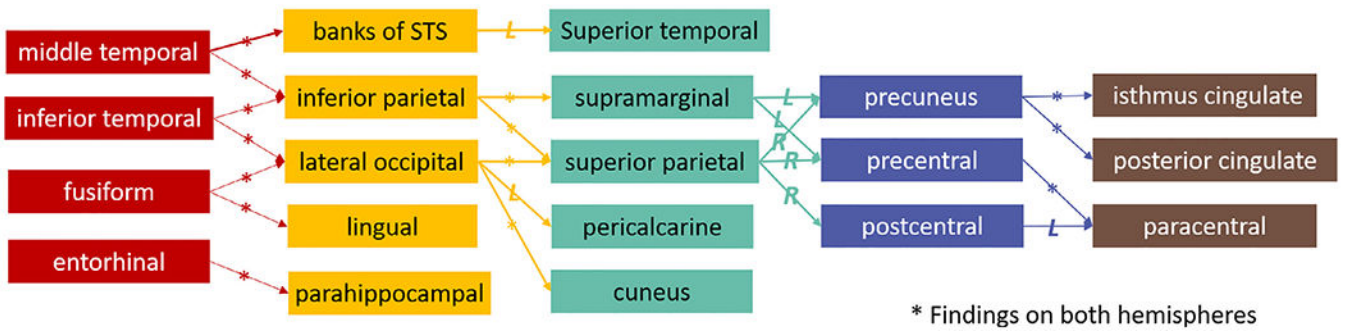 middle temporal
inferior temporal
fusiform
entorhinal
*
*
*
*
*
*
*
banks of STS
inferior parietal
lateral occipital
lingual
parahippocampal
L
*
*
*
L
*
Superior temporal
supramarginal
superior parietal
pericalcarine
cuneus
L
L
R
R
R
precuneus
precentral
postcentral
*
*
*
L
isthmus cingulate
posterior cingulate
paracentral
* Findings on both hemispheres